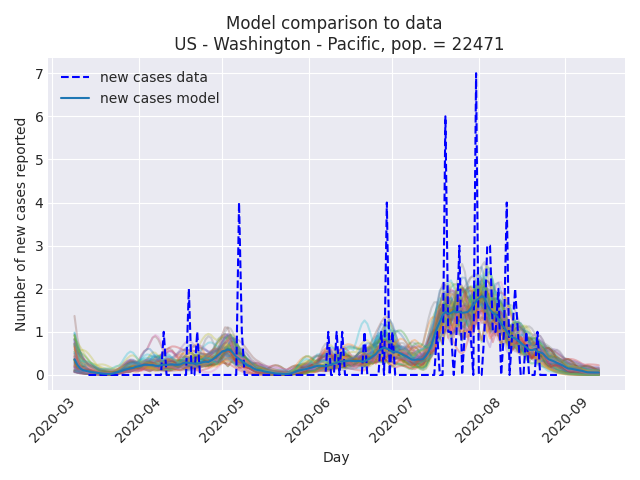 Model comparison to data
US - Washington - Pacific, pop. = 22471
7
6
5
4
3
2
1
0
Number of new cases reported
new cases data
new cases model
2020-03
2020-04
2020-05
2020-06
2020-07
2020-08
2020-09
Day